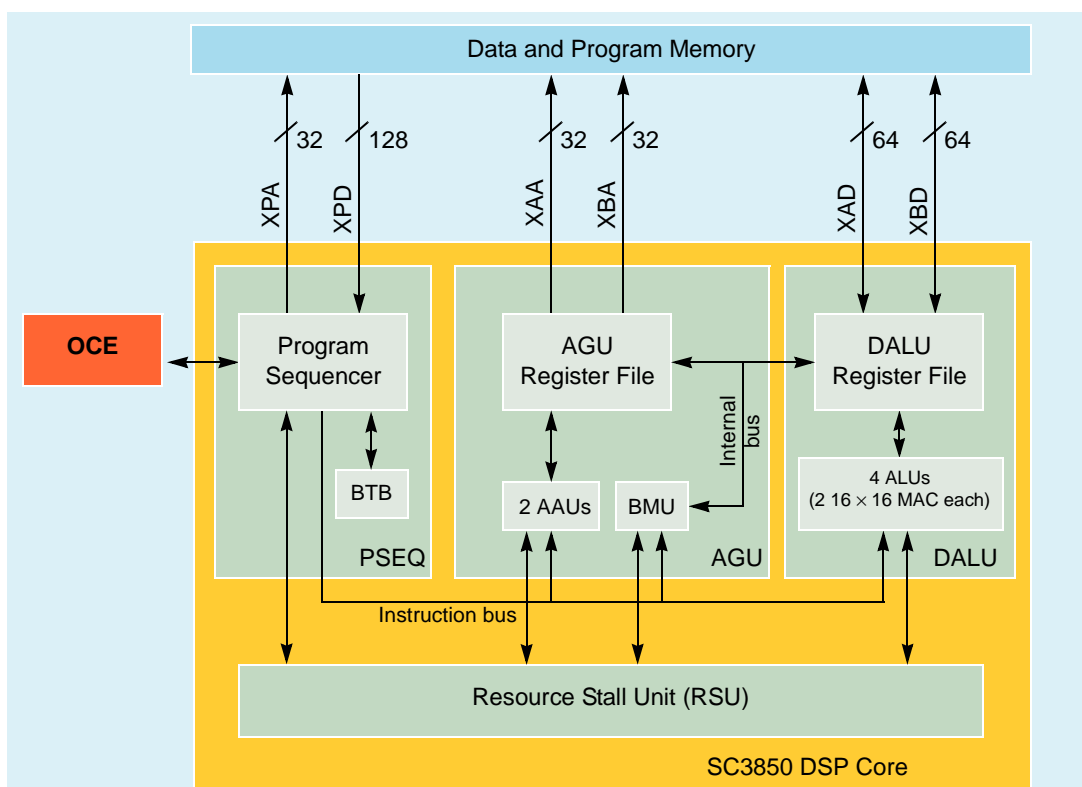 Data and Program Memory
32
128
32
32
64
64
XPA
XPD
XAA
XBA
XAD
XBD
OCE
Program
Sequencer
AGU
Register File
DALU
Register File
Internal
bus
BTB
2 AAUs
BMU
4 ALUs
(2 16 × 16 MAC each)
PSEQ
AGU
DALU
Instruction bus
Resource Stall Unit (RSU)
SC3850 DSP Core